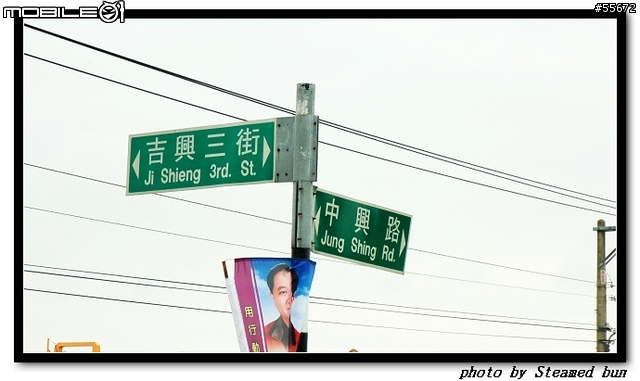 MOBILE01
#55672
吉興三街
Ji Shieng 3rd. St.
中興路
Jung Shing Rd.
用行動
photo by Steamed bun